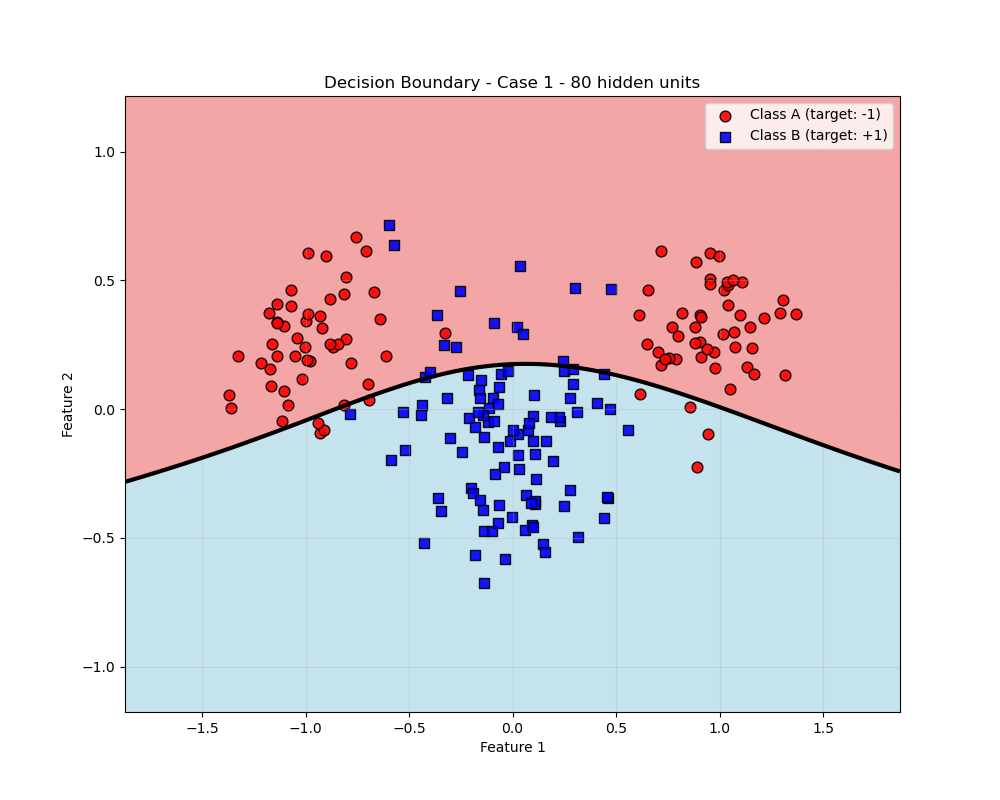 Decision Boundary - Case 1 - 80 hidden units
Class A (target: -1)
Class B (target: +1)
1.0
0.5
0.0
−0.5
−1.0
Feature 2
−1.5
−1.0
−0.5
0.0
0.5
1.0
1.5
Feature 1